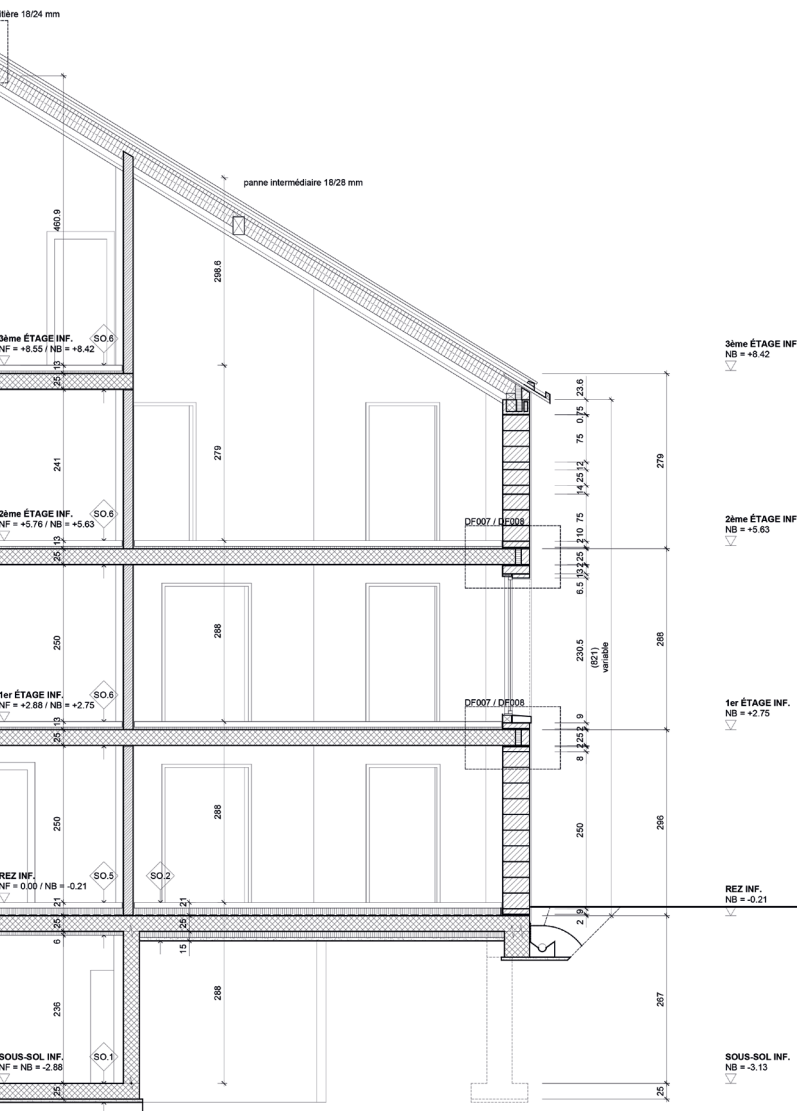 itière 18/24 mm
panne intermédiaire 18/28 mm
460.9
298.6
3ème ÉTAGE INF.
NF = +8.55 / NB = +8.42
SO.6
13
25
3ème ÉTAGE INF
NB = +8.42
23.6
0.75
75
12
25
14
75
210
241
279
279
2ème ÉTAGE INF.
NF = +5.76 / NB = +5.63
SO.6
DF007 / DF008
2ème ÉTAGE INF
NB = +5.63
13
25
25
6.5
250
288
230.5
(821)
variable
288
1er ÉTAGE INF.
NF = +2.88 / NB = +2.75
SO.6
DF007 / DF008
1er ÉTAGE INF.
NB = +2.75
13
25
9
2
25
2
8
250
288
250
296
REZ INF.
NF = 0.00 / NB = -0.21
SO.5
SO.2
REZ INF.
NB = -0.21
21
25
6
21
25
15
9
2
236
288
267
SOUS-SOL INF.
NF = NB = -2.88
SO.1
SOUS-SOL INF.
NB = -3.13
25
25